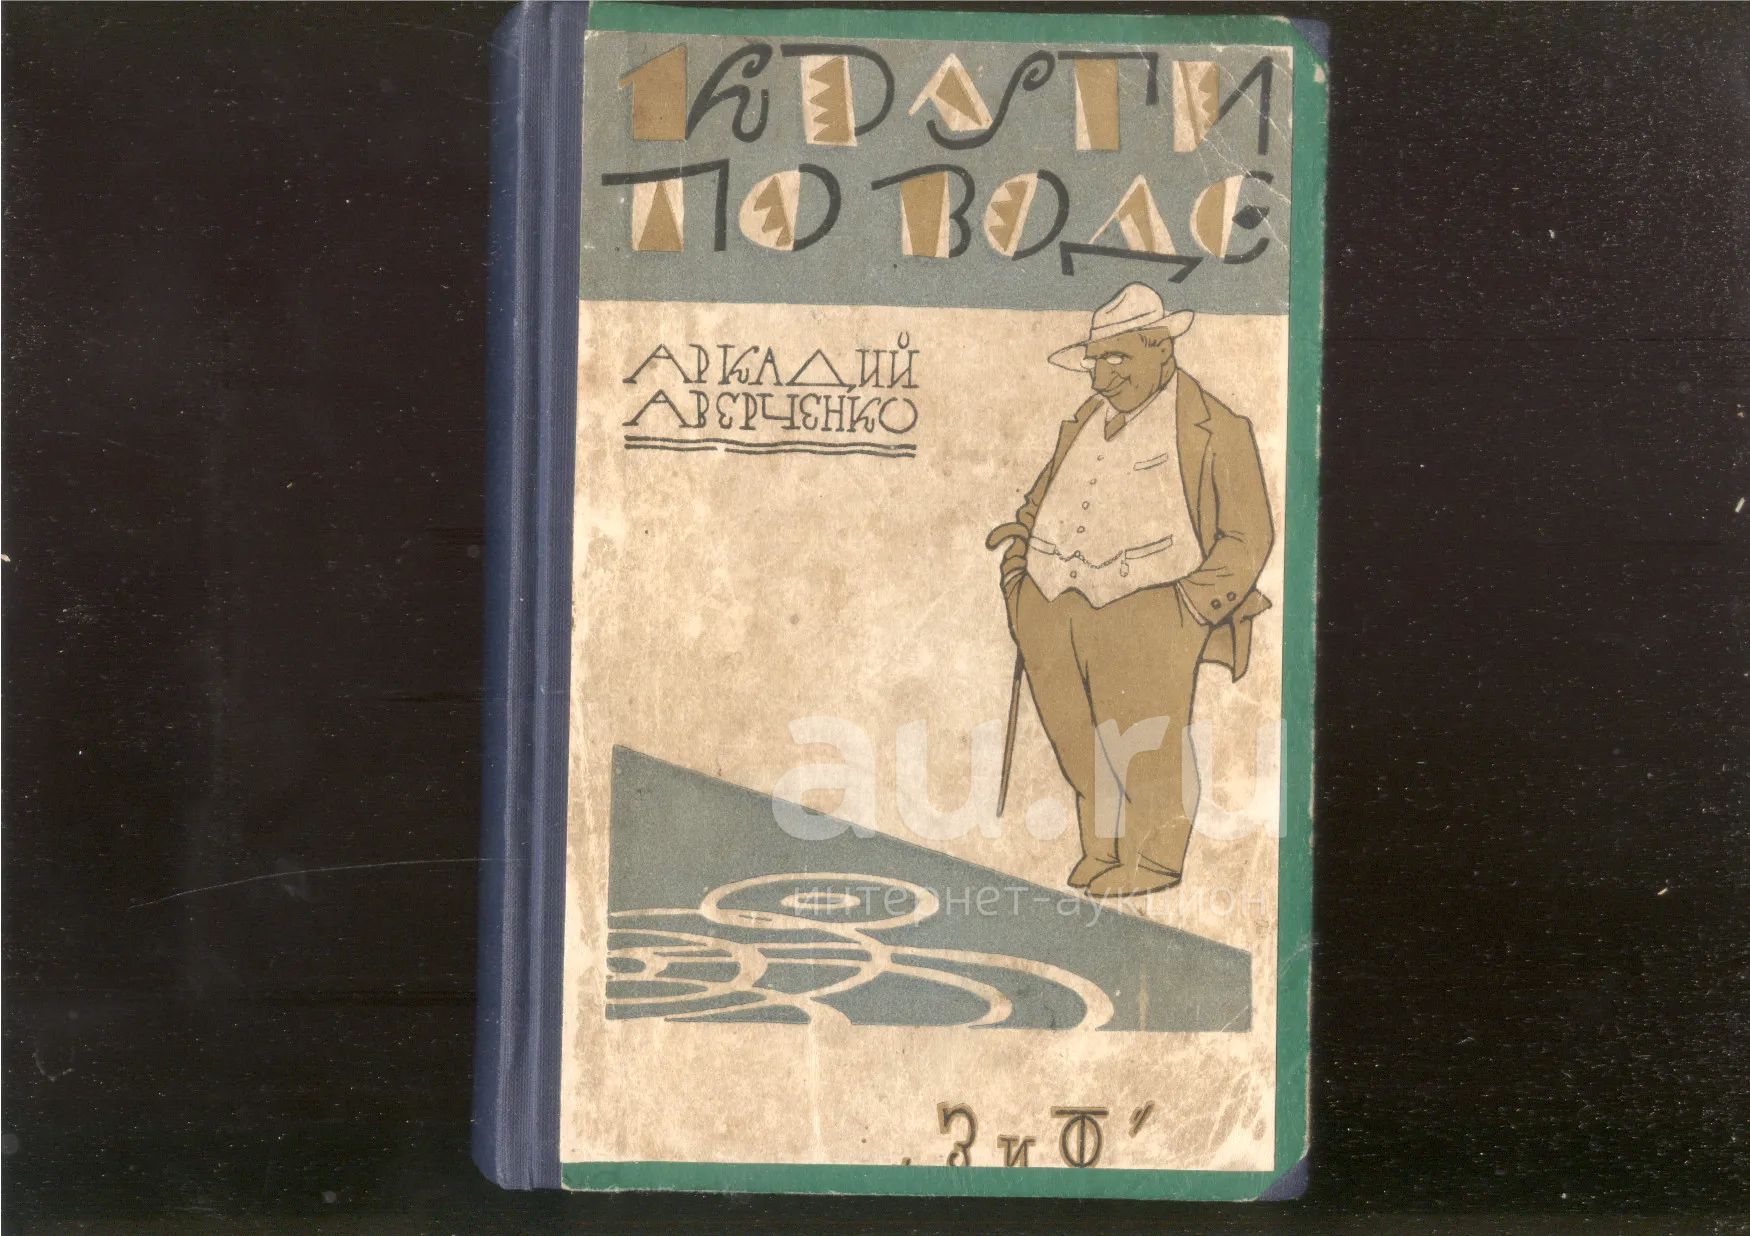 КРУГИ
ПО ВОДЕ
АРКАДИЙ
АВЕРЧЕНКО
au.ru
интернет-аукцион
„ЗиФ"